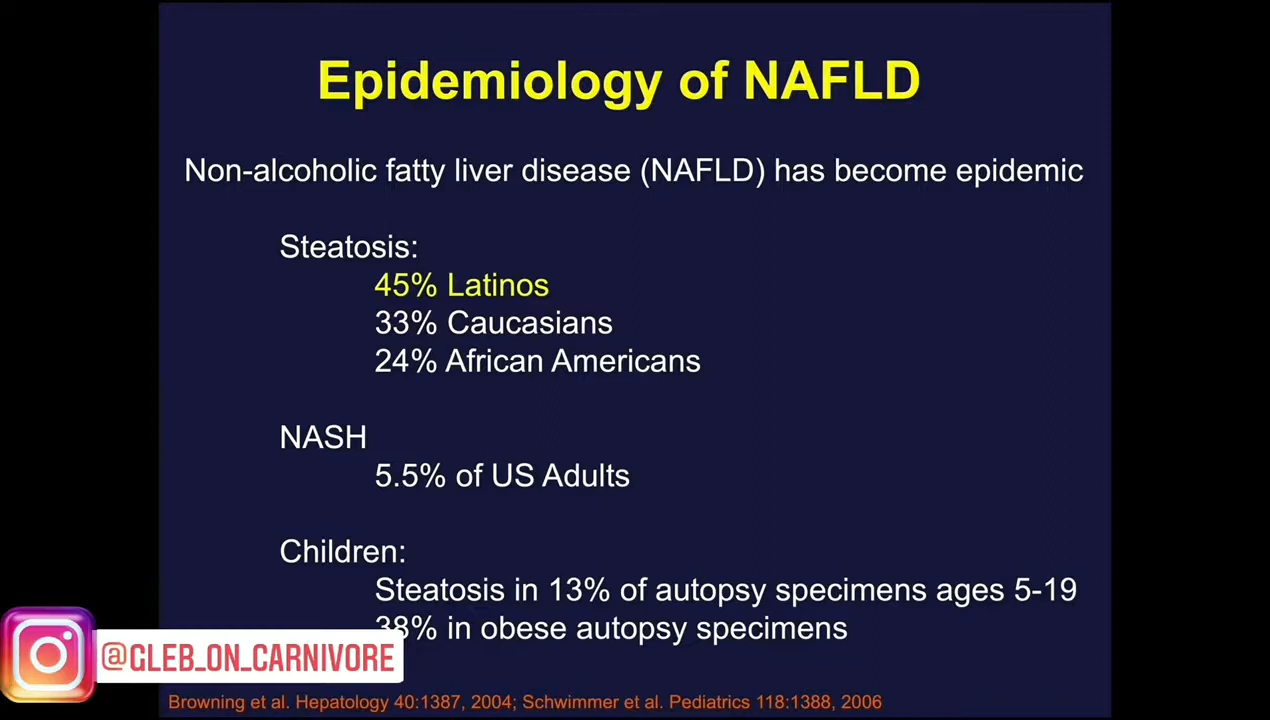 Epidemiology of NAFLD
Non-alcoholic fatty liver disease (NAFLD) has become epidemic
Steatosis:
45% Latinos
33% Caucasians
24% African Americans
NASH
5.5% of US Adults
Children:
Steatosis in 13% of autopsy specimens ages 5-19
38% in obese autopsy specimens
@GLEB_ON_CARNIVORE
Browning et al. Hepatology 40:1387, 2004; Schwimmer et al. Pediatrics 118:1388, 2006